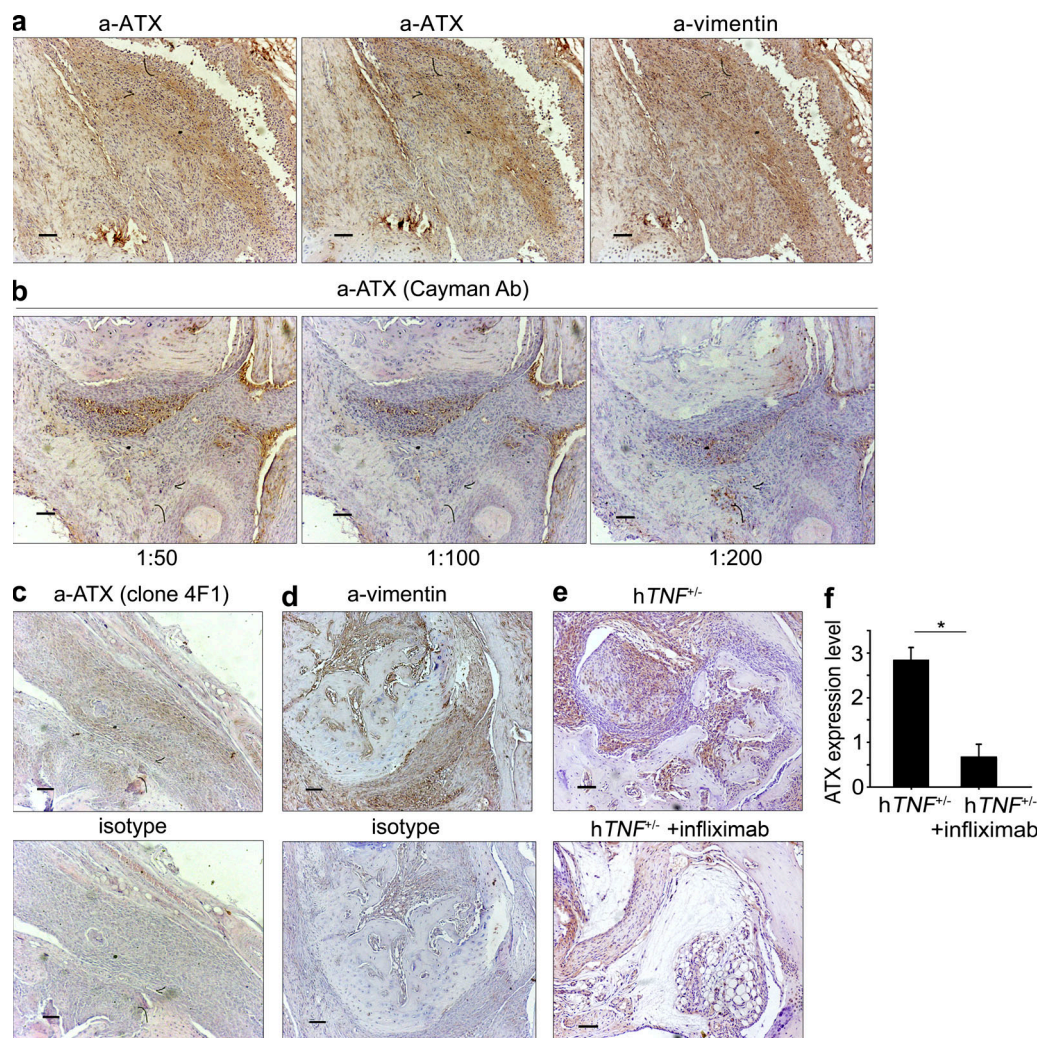 a
a-ATX a-ATX a-vimentin
b
a-ATX (Cayman Ab)
1:50 1:100 1:200
c a-ATX (clone 4F1)
isotype
d a-vimentin
isotype
e hTNF+/-
hTNF+/- +infliximab
f
ATX expression level
3
2
1
0
*
hTNF+/- hTNF+/-
+infliximab